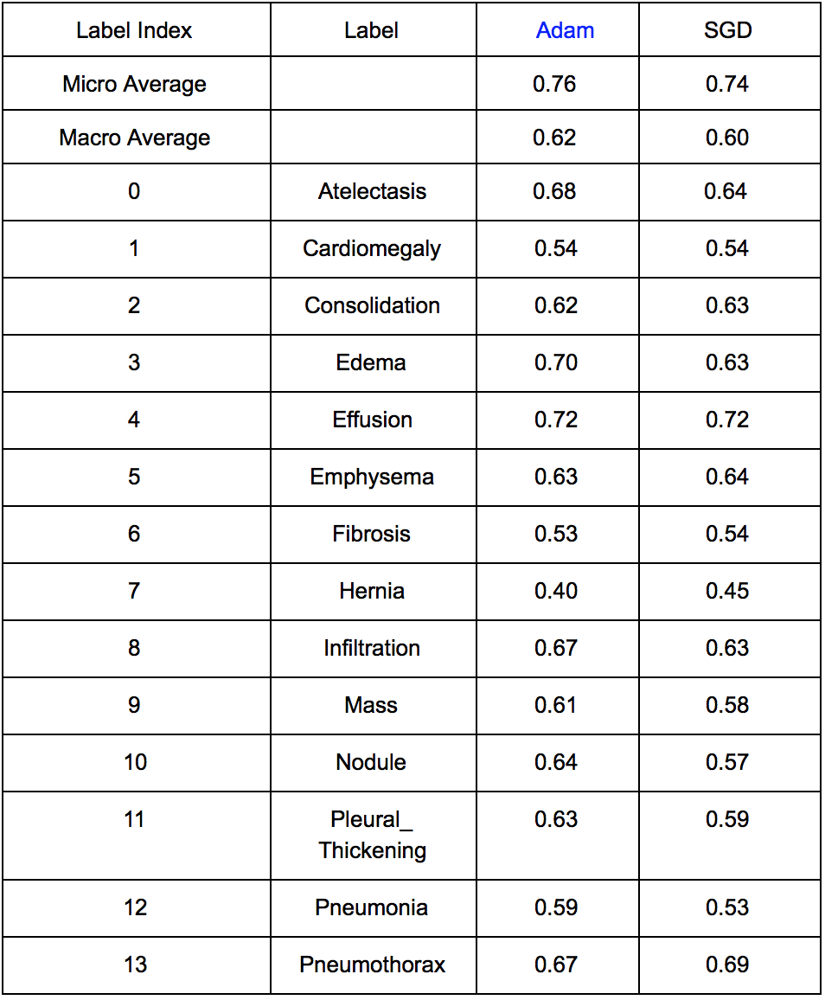 Label Index Label Adam SGD
Micro Average 0.76 0.74
Macro Average 0.62 0.60
0 Atelectasis 0.68 0.64
1 Cardiomegaly 0.54 0.54
2 Consolidation 0.62 0.63
3 Edema 0.70 0.63
4 Effusion 0.72 0.72
5 Emphysema 0.63 0.64
6 Fibrosis 0.53 0.54
7 Hernia 0.40 0.45
8 Infiltration 0.67 0.63
9 Mass 0.61 0.58
10 Nodule 0.64 0.57
11 Pleural_ 0.63 0.59
Thickening
12 Pneumonia 0.59 0.53
13 Pneumothorax 0.67 0.69